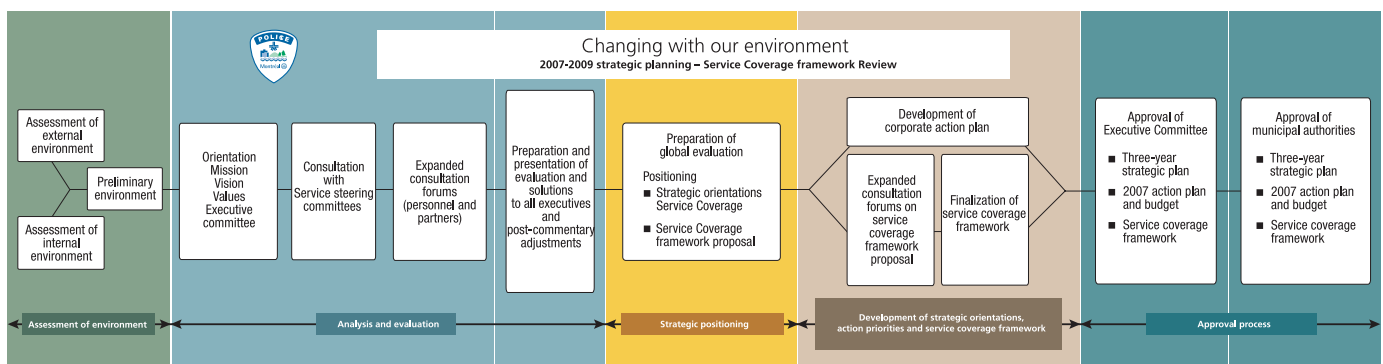 POLICE
Montréal
Changing with our environment
2007-2009 strategic planning – Service Coverage framework Review
Assessment of
external
environment
Preliminary
environment
Assessment of
internal
environment
Orientation
Mission
Vision
Values
Executive
committee
Consultation
with
Service steering
committees
Expanded
consultation
forums
(personnel and
partners)
Preparation and
presentation of
evaluation and
solutions
to all executives
and
post-commentary
adjustments
Preparation of
global evaluation
Positioning
■ Strategic orientations
Service Coverage
■ Service Coverage
framework proposal
Development of
corporate action plan
Expanded
consultation
forums on
service
coverage
framework
proposal
Finalization of
service coverage
framework
Approval of
Executive Committee
■ Three-year
strategic plan
■ 2007 action plan
and budget
■ Service coverage
framework
Approval of
municipal authorities
■ Three-year
strategic plan
■ 2007 action plan
and budget
■ Service coverage
framework
Assessment of environment
Analysis and evaluation
Strategic positioning
Development of strategic orientations,
action priorities and service coverage framework
Approval process